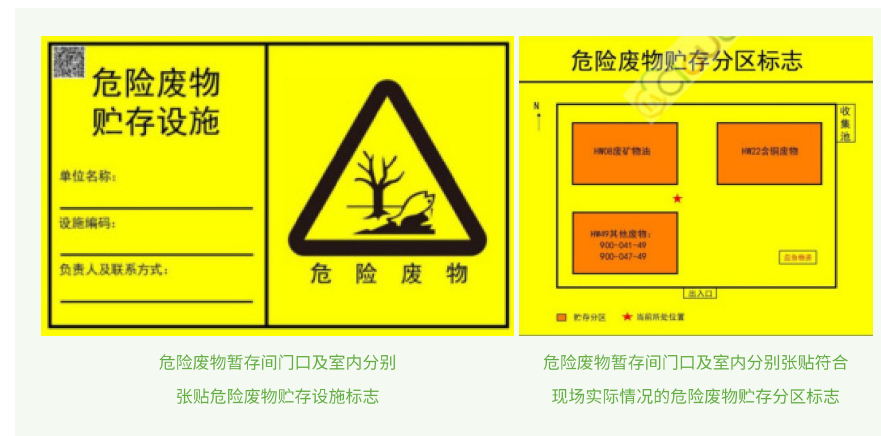 危险废物
贮存设施
单位名称：
设施编码：
负责人及联系方式：
危 险 废 物
危险废物贮存分区标志
N
收集池
HW08废矿物油
HW22含铜废物
HW49其他废物：
900-041-49
900-047-49
应急物资
出入口
贮存分区
当前所处位置
危险废物暂存间门口及室内分别
张贴危险废物贮存设施标志
危险废物暂存间门口及室内分别张贴符合
现场实际情况的危险废物贮存分区标志